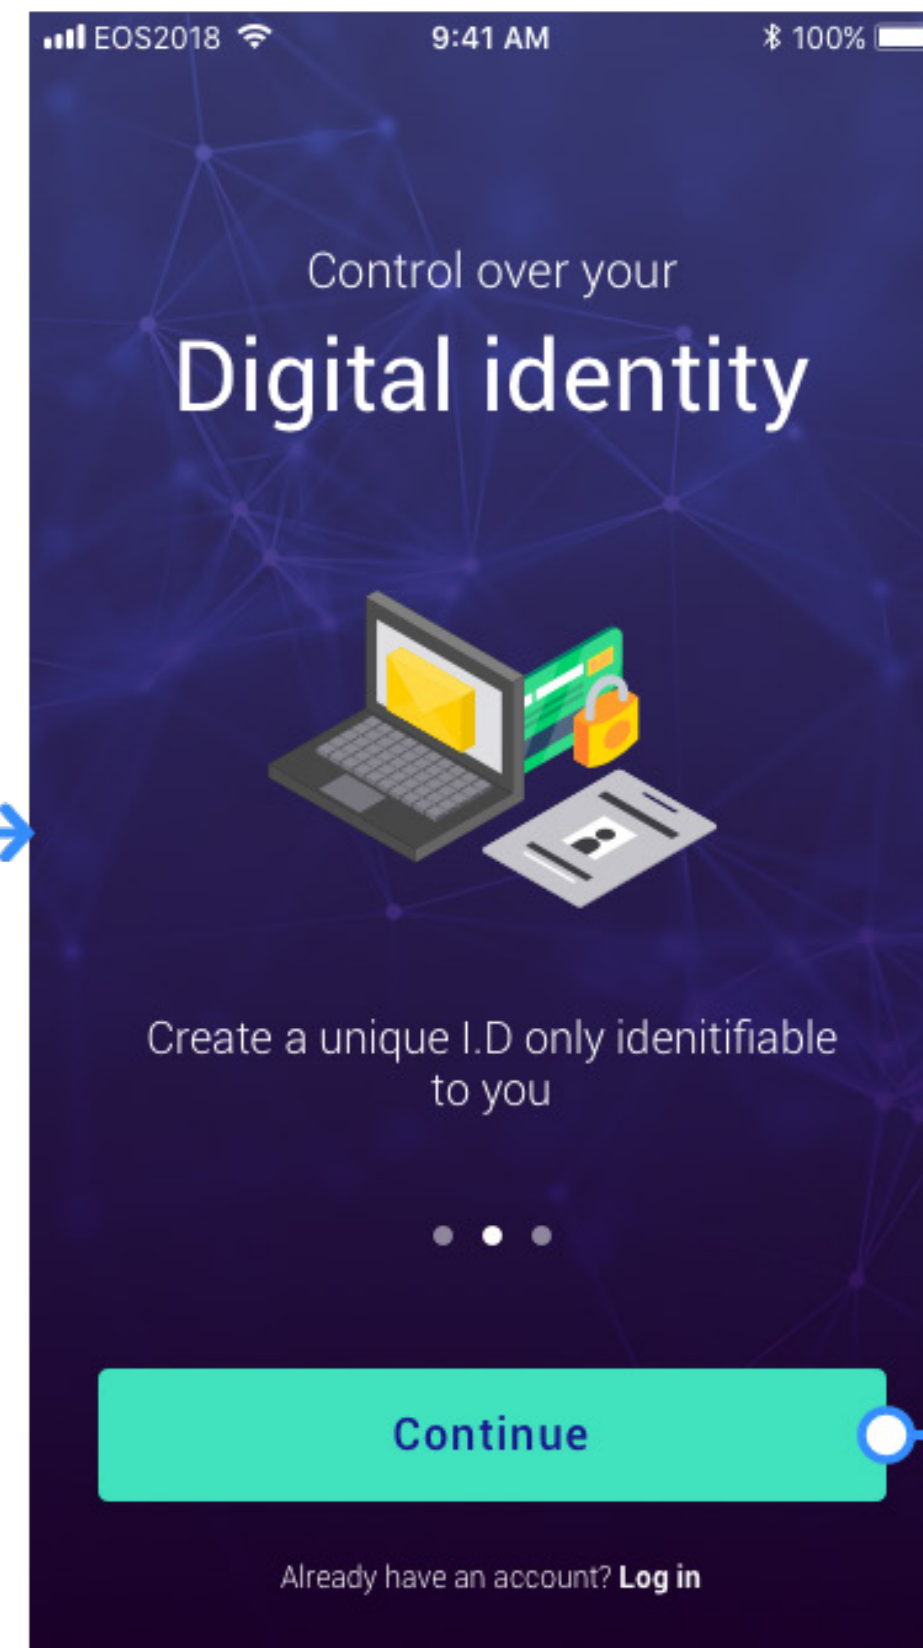 EOS2018 9:41 AM 100%
Control over your
Digital identity
Create a unique I.D only idenitifiable
to you
Continue
Already have an account? Log in